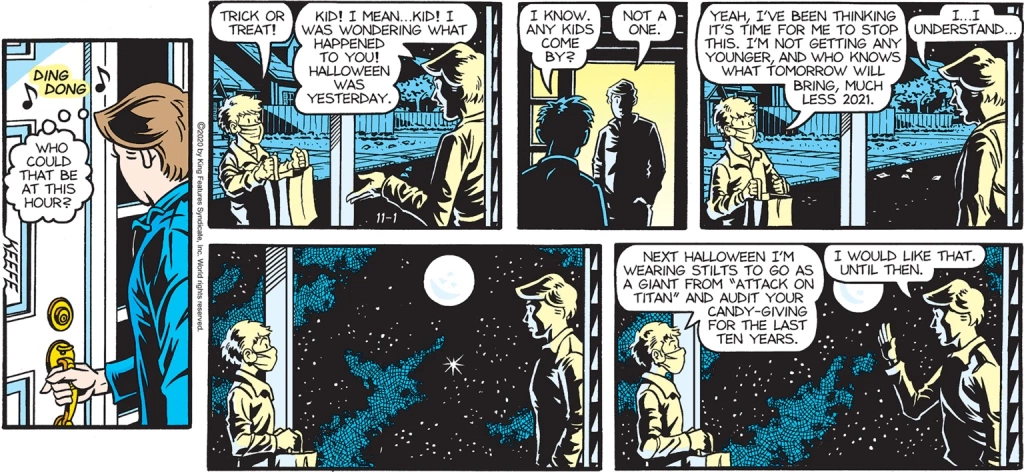 DING
DONG
WHO
COULD
THAT BE
AT THIS
HOUR?
KEEFE
©2020 by King Features Syndicate, Inc. World rights reserved.
TRICK OR
TREAT!
KID! I MEAN...KID! I
WAS WONDERING WHAT
HAPPENED
TO YOU!
HALLOWEEN
WAS
YESTERDAY.
11-1
I KNOW.
ANY KIDS
COME
BY?
NOT A
ONE.
YEAH, I'VE BEEN THINKING
IT'S TIME FOR ME TO STOP
THIS. I'M NOT GETTING ANY
YOUNGER, AND WHO KNOWS
WHAT TOMORROW WILL
BRING, MUCH
LESS 2021.
I...I
UNDERSTAND...
NEXT HALLOWEEN I'M
WEARING STILTS TO GO AS
A GIANT FROM "ATTACK ON
TITAN" AND AUDIT YOUR
CANDY-GIVING
FOR THE LAST
TEN YEARS.
I WOULD LIKE THAT.
UNTIL THEN.